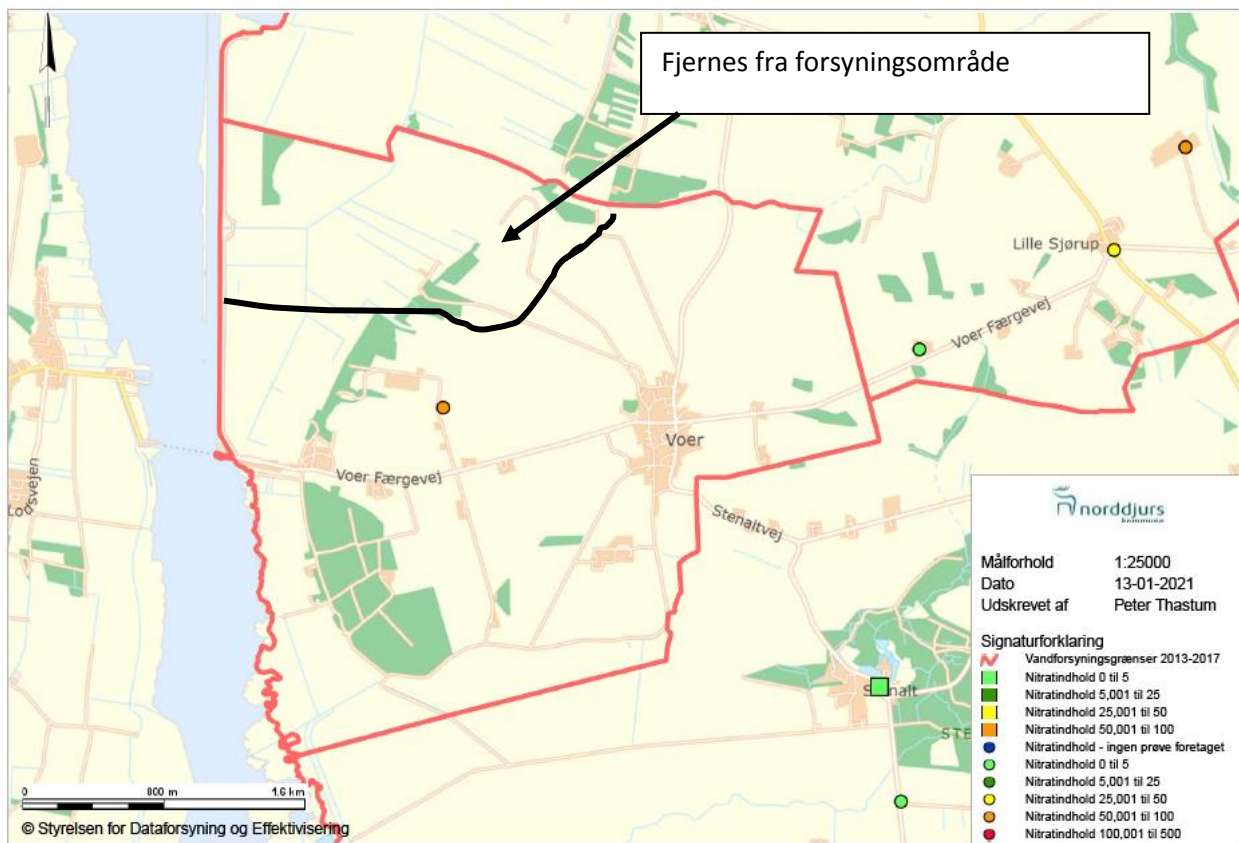 Fjernes fra forsyningsområde
Lille Sjørup
Voer Færgevej
Voer
Voer Færgevej
Lodsvejen
Stenaltvej
norddjurs
kommune
Målforhold 1:25000
Dato 13-01-2021
Udskrevet af Peter Thastum
Signaturforklaring
Vandforsyningsgrænser 2013-2017
Nitratindhold 0 til 5
Nitratindhold 5,001 til 25
Nitratindhold 25,001 til 50
Nitratindhold 50,001 til 100
Nitratindhold - ingen prøve foretaget
Nitratindhold 0 til 5
Nitratindhold 5,001 til 25
Nitratindhold 25,001 til 50
Nitratindhold 50,001 til 100
Nitratindhold 100,001 til 500
STE
0 800 m 1.6 km
© Styrelsen for Dataforsyning og Effektivisering